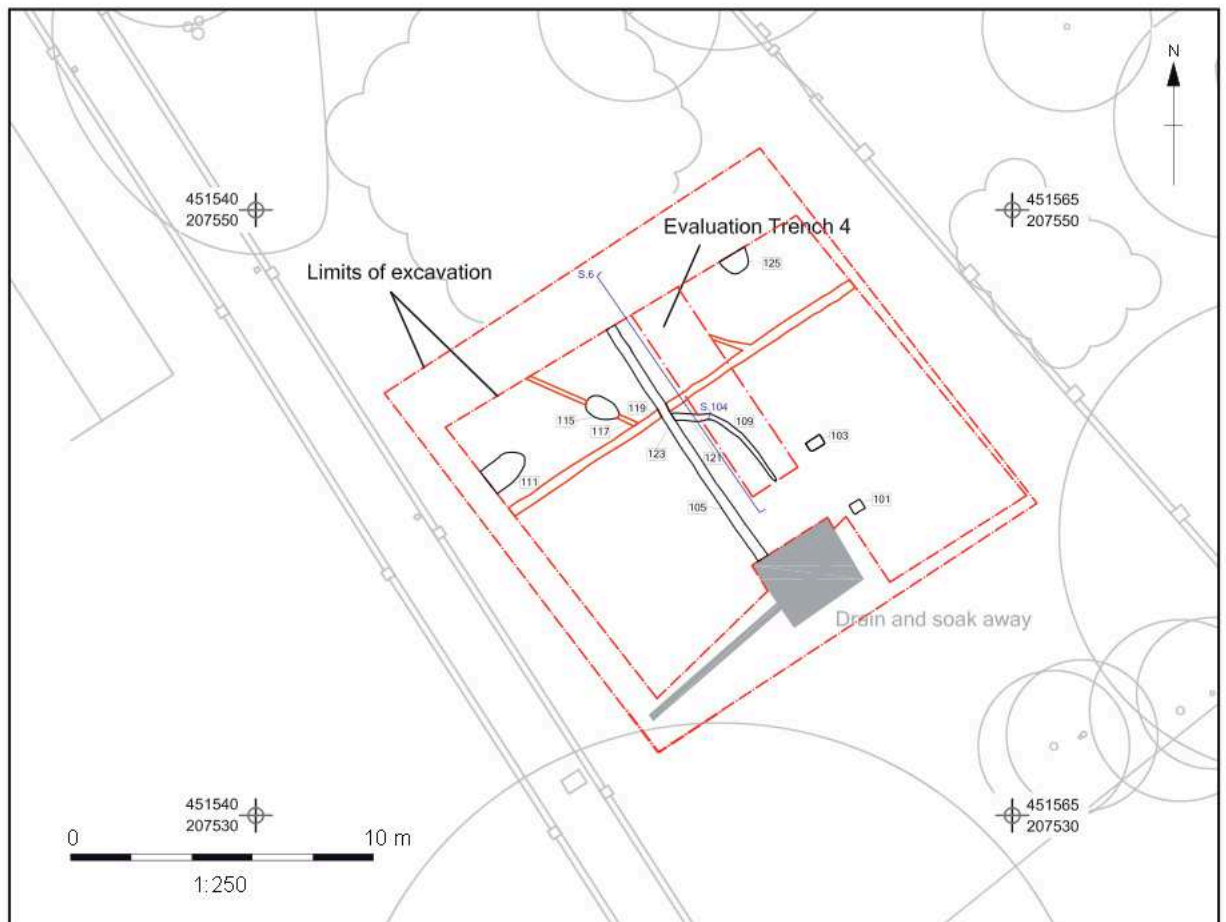 N
451540
207550
451565
207550
Evaluation Trench 4
Limits of excavation
S.6
125
115
119
117
S.104
109
103
123
121
111
105
101
Drain and soak away
451540
207530
451565
207530
0 10 m
1:250